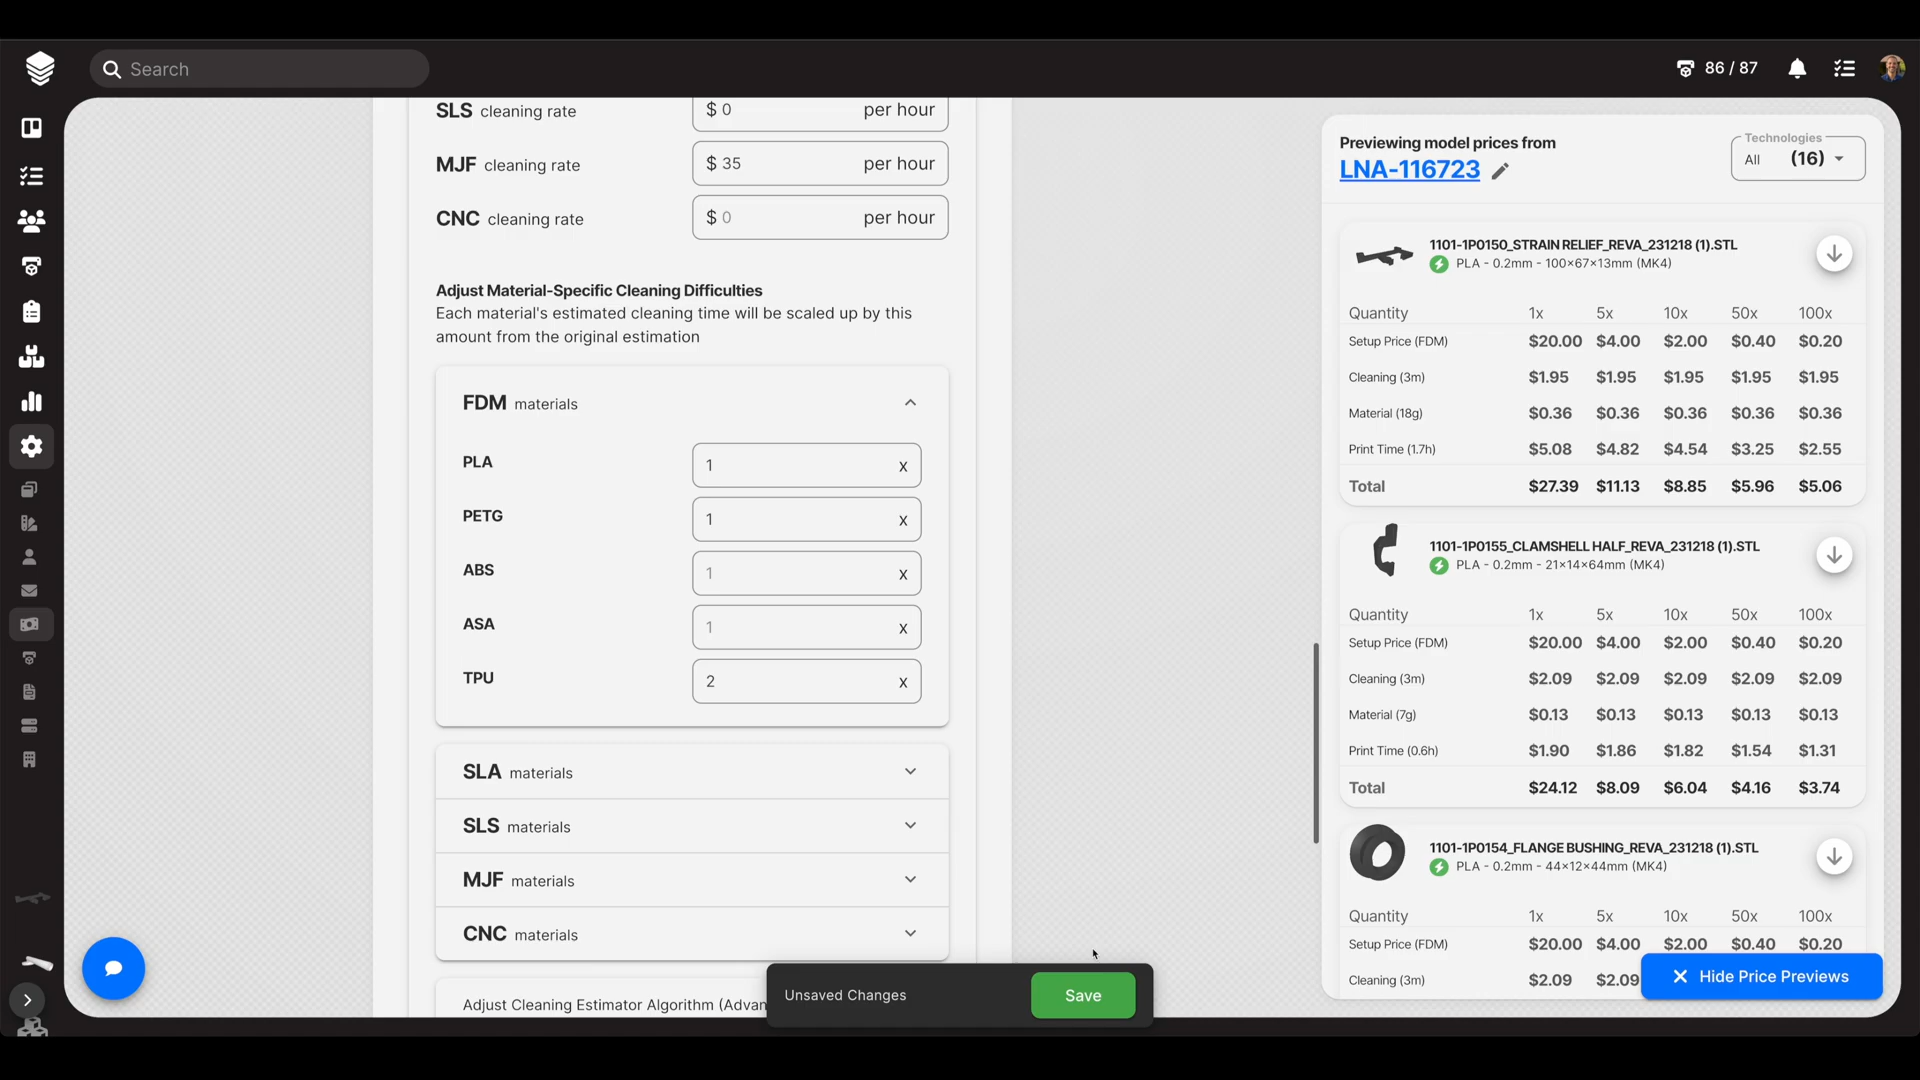 Search
86 / 87
SLS cleaning rate
$ 0 per hour
MJF cleaning rate
$ 35 per hour
CNC cleaning rate
$ 0 per hour
Adjust Material-Specific Cleaning Difficulties
Each material's estimated cleaning time will be scaled up by this
amount from the original estimation
FDM materials
PLA 1 x
PETG 1 x
ABS 1 x
ASA 1 x
TPU 2 x
SLA materials
SLS materials
MJF materials
CNC materials
Adjust Cleaning Estimator Algorithm (Advan
Unsaved Changes
Save
Previewing model prices from
LNA-116723
Technologies
All (16)
1101-1P0150_STRAIN RELIEF_REVA_231218 (1).STL
PLA - 0.2mm - 100×67×13mm (MK4)
Quantity 1x 5x 10x 50x 100x
Setup Price (FDM) $20.00 $4.00 $2.00 $0.40 $0.20
Cleaning (3m) $1.95 $1.95 $1.95 $1.95 $1.95
Material (18g) $0.36 $0.36 $0.36 $0.36 $0.36
Print Time (1.7h) $5.08 $4.82 $4.54 $3.25 $2.55
Total $27.39 $11.13 $8.85 $5.96 $5.06
1101-1P0155_CLAMSHELL HALF_REVA_231218 (1).STL
PLA - 0.2mm - 21×14×64mm (MK4)
Quantity 1x 5x 10x 50x 100x
Setup Price (FDM) $20.00 $4.00 $2.00 $0.40 $0.20
Cleaning (3m) $2.09 $2.09 $2.09 $2.09 $2.09
Material (7g) $0.13 $0.13 $0.13 $0.13 $0.13
Print Time (0.6h) $1.90 $1.86 $1.82 $1.54 $1.31
Total $24.12 $8.09 $6.04 $4.16 $3.74
1101-1P0154_FLANGE BUSHING_REVA_231218 (1).STL
PLA - 0.2mm - 44×12×44mm (MK4)
Quantity 1x 5x 10x 50x 100x
Setup Price (FDM) $20.00 $4.00 $2.00 $0.40 $0.20
Cleaning (3m) $2.09 $2.09
Hide Price Previews